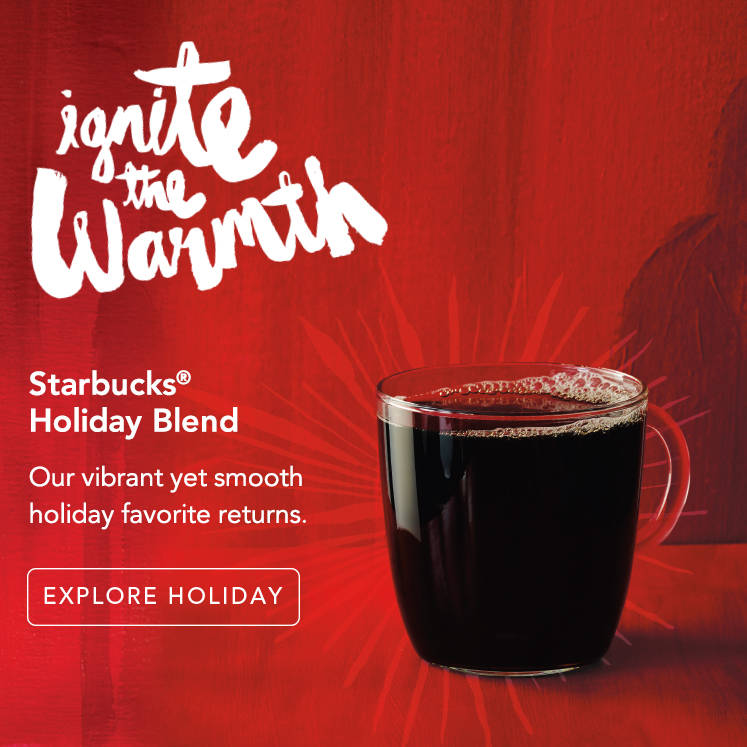 ignite
the
Warmth
Starbucks®
Holiday Blend
Our vibrant yet smooth
holiday favorite returns.
EXPLORE HOLIDAY